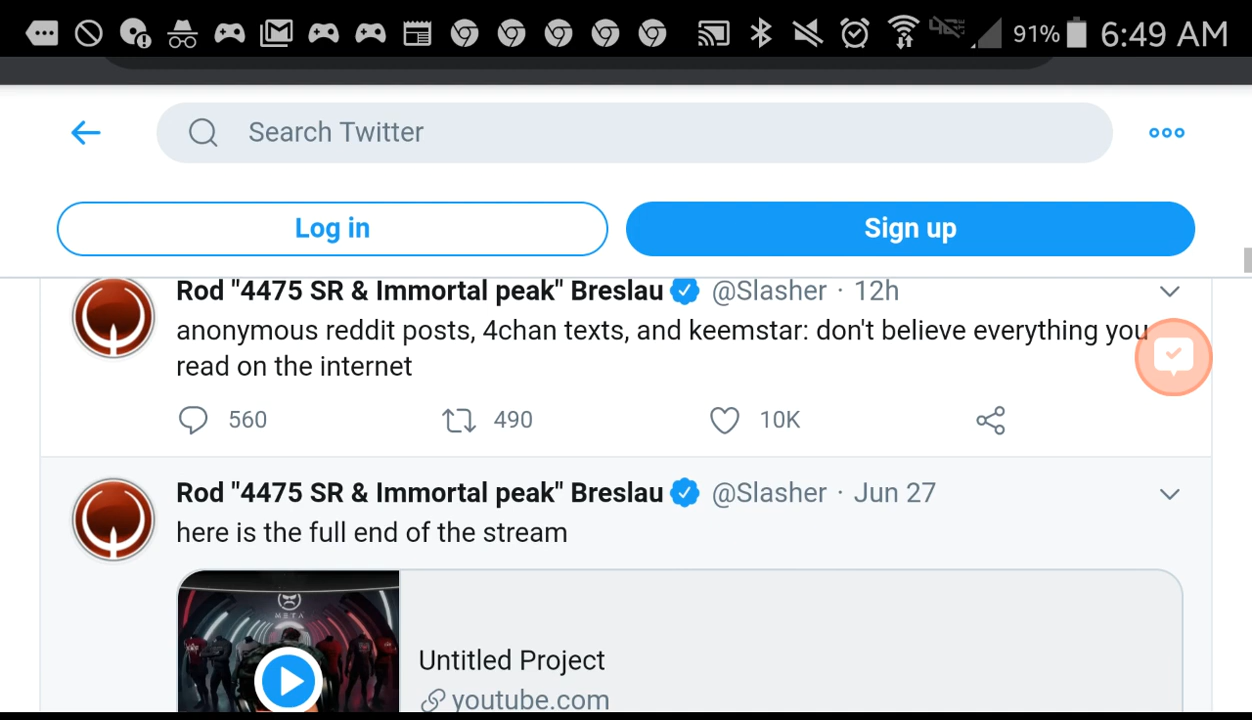 91% 6:49 AM
Search Twitter
Log in Sign up
Rod "4475 SR & Immortal peak" Breslau @Slasher · 12h
anonymous reddit posts, 4chan texts, and keemstar: don't believe everything you
read on the internet
560 490 10K
Rod "4475 SR & Immortal peak" Breslau @Slasher · Jun 27
here is the full end of the stream
META
Untitled Project
youtube.com